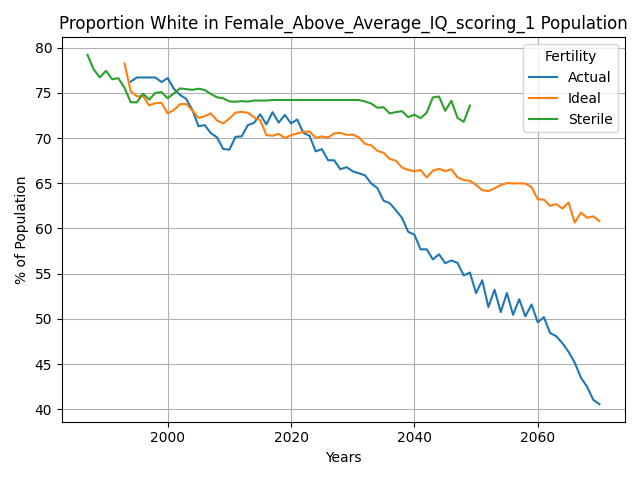 Proportion White in Female_Above_Average_IQ_scoring_1 Population
80
75
70
65
60
55
50
45
40
% of Population
Fertility
Actual
Ideal
Sterile
2000
2020
2040
2060
Years